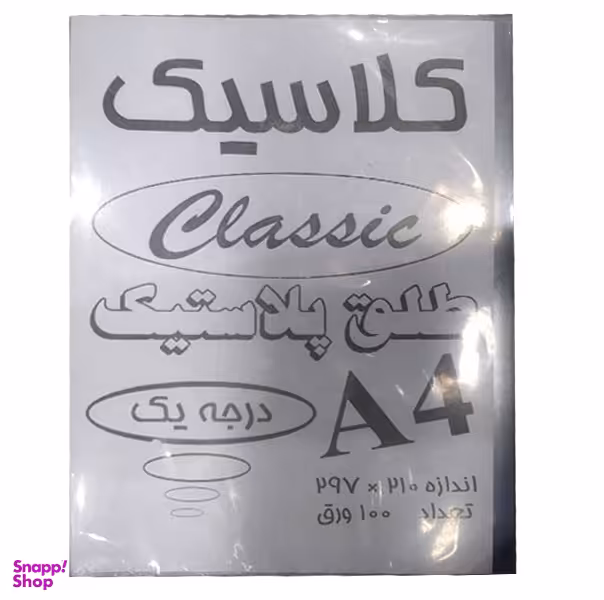 کلاسیک
Classic
طلق پلاستیک
A4
درجه یک
اندازه ۲۱۰ × ۲۹۷
تعداد ۱۰۰ ورق
Snapp!
Shop